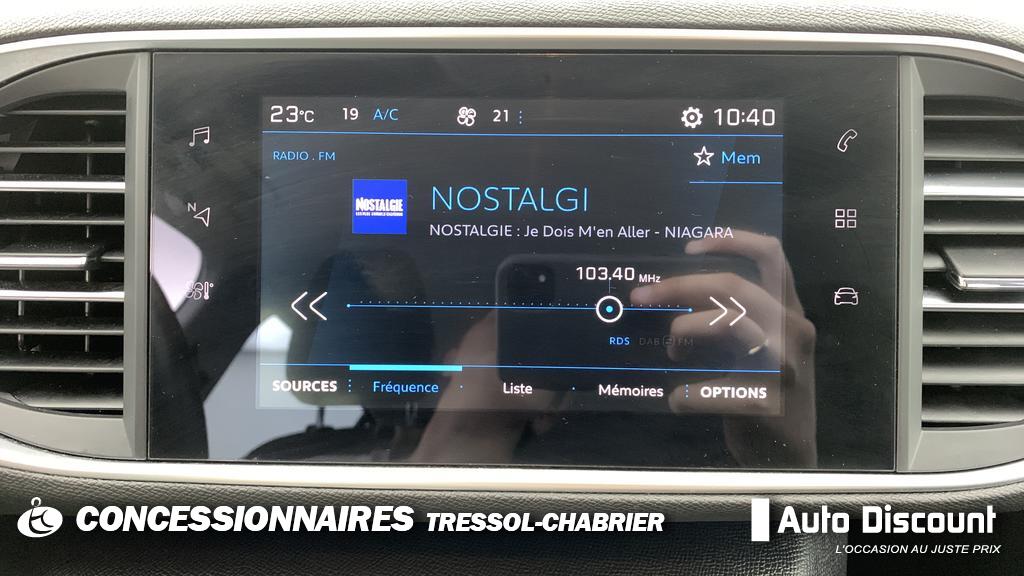 23°C 19 A/C 21 10:40
RADIO . FM
Mem
NOSTALGIE
NOSTALGI
NOSTALGIE : Je Dois M'en Aller - NIAGARA
103.40 MHz
N
RDS DAB FM
SOURCES Fréquence Liste Mémoires OPTIONS
CONCESSIONNAIRES TRESSOL-CHABRIER
Auto Discount
L'OCCASION AU JUSTE PRIX